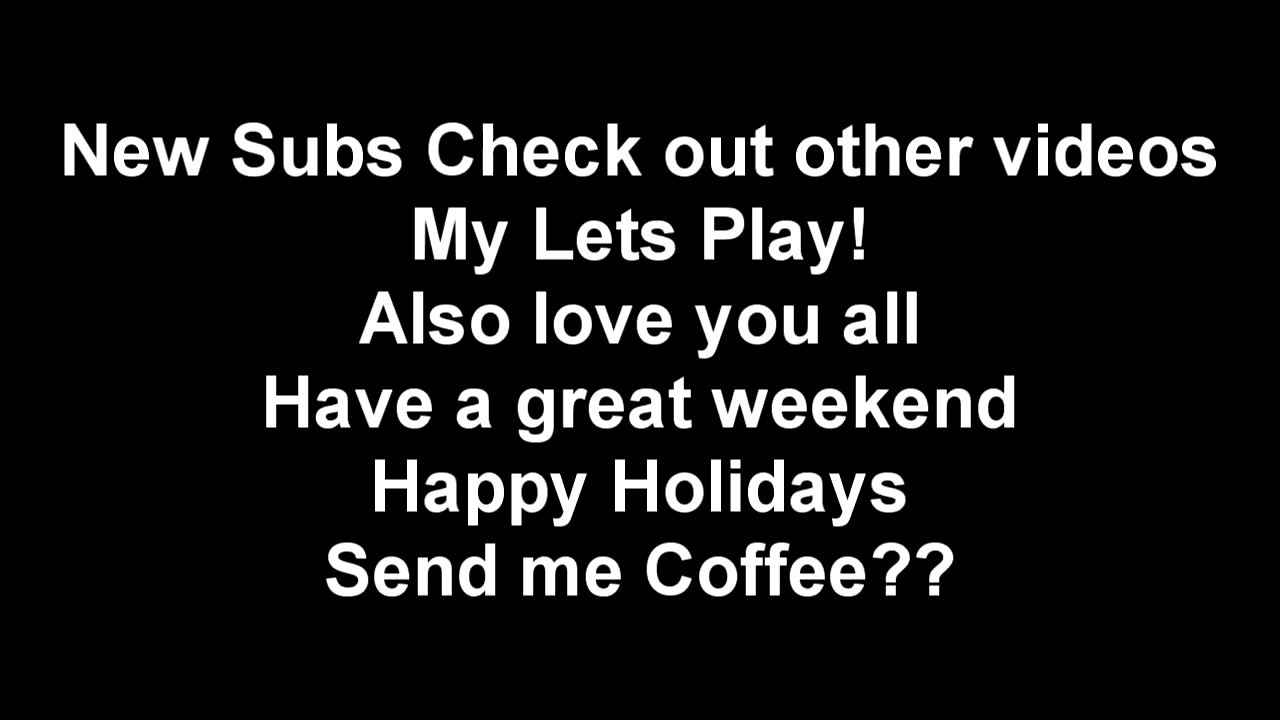 New Subs Check out other videos
My Lets Play!
Also love you all
Have a great weekend
Happy Holidays
Send me Coffee??